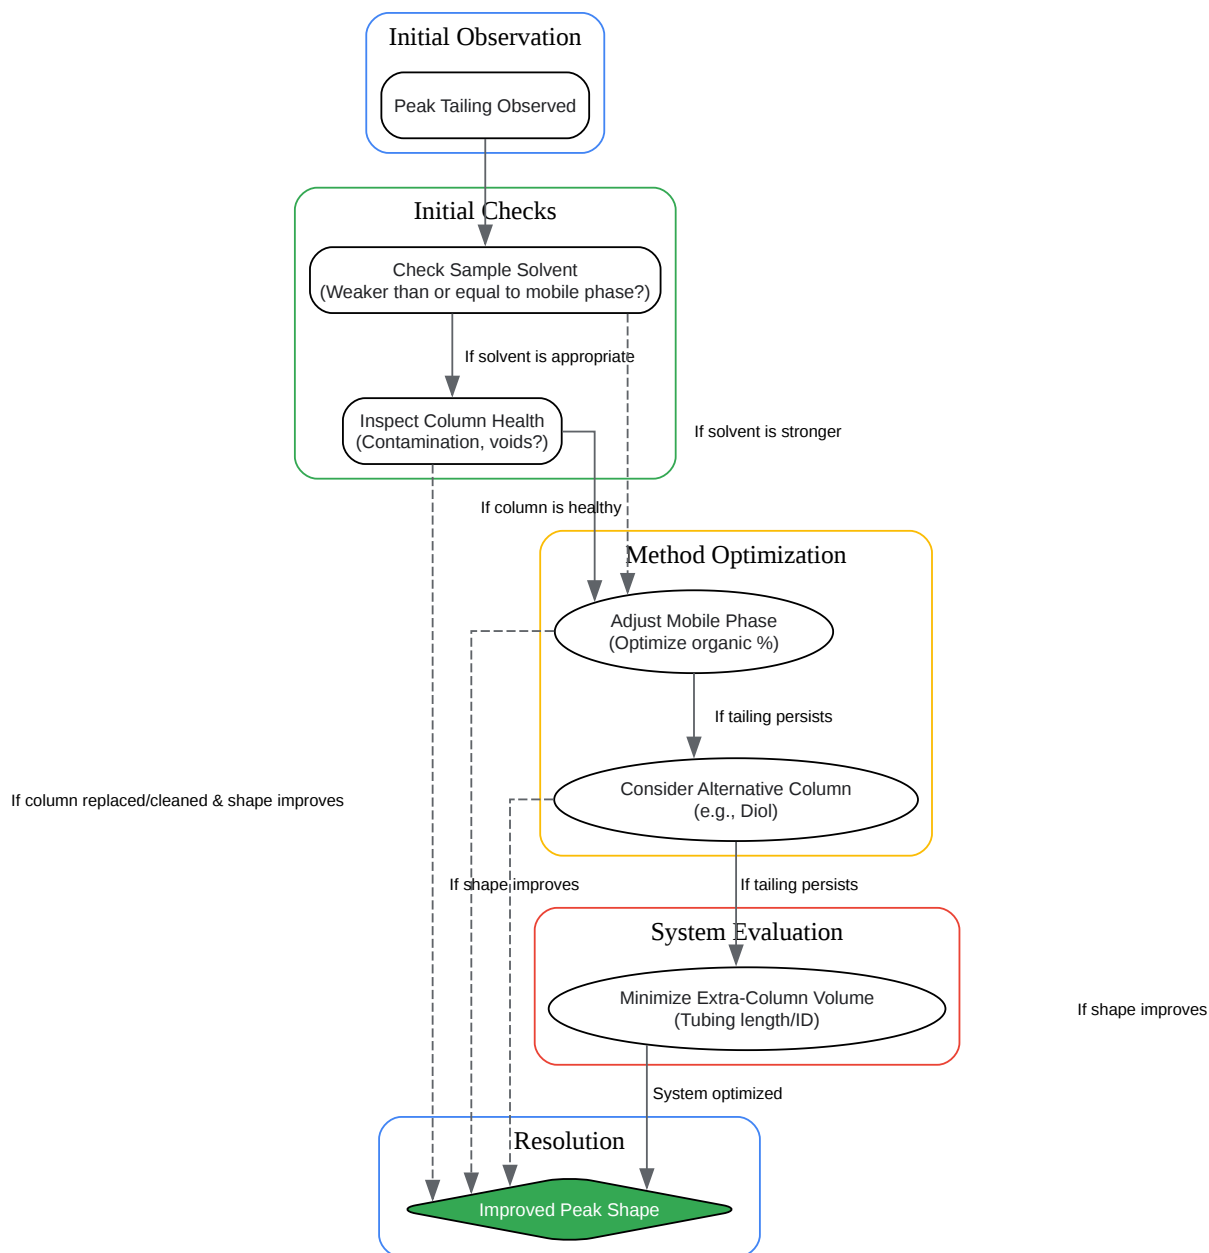 Initial Observation
Peak Tailing Observed
Initial Checks
Check Sample Solvent
(Weaker than or equal to mobile phase?)
If solvent is appropriate
Inspect Column Health
(Contamination, voids?)
If solvent is stronger
If column is healthy
Method Optimization
Adjust Mobile Phase
(Optimize organic %)
If tailing persists
Consider Alternative Column
(e.g., Diol)
If column replaced/cleaned & shape improves
If shape improves
If tailing persists
System Evaluation
Minimize Extra-Column Volume
(Tubing length/ID)
If shape improves
System optimized
Resolution
Improved Peak Shape